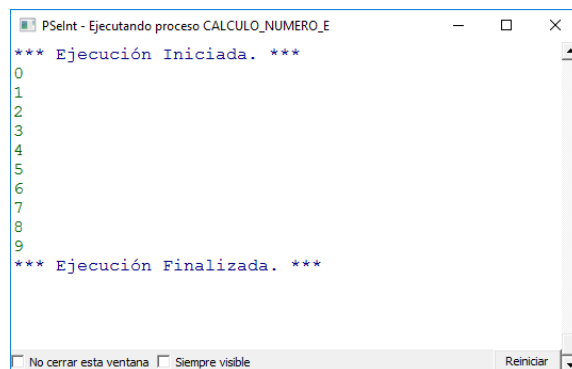 PSeInt - Ejecutando proceso CALCULO_NUMERO_E
*** Ejecución Iniciada. ***
0
1
2
3
4
5
6
7
8
9
*** Ejecución Finalizada. ***
No cerrar esta ventana Siempre visible Reiniciar